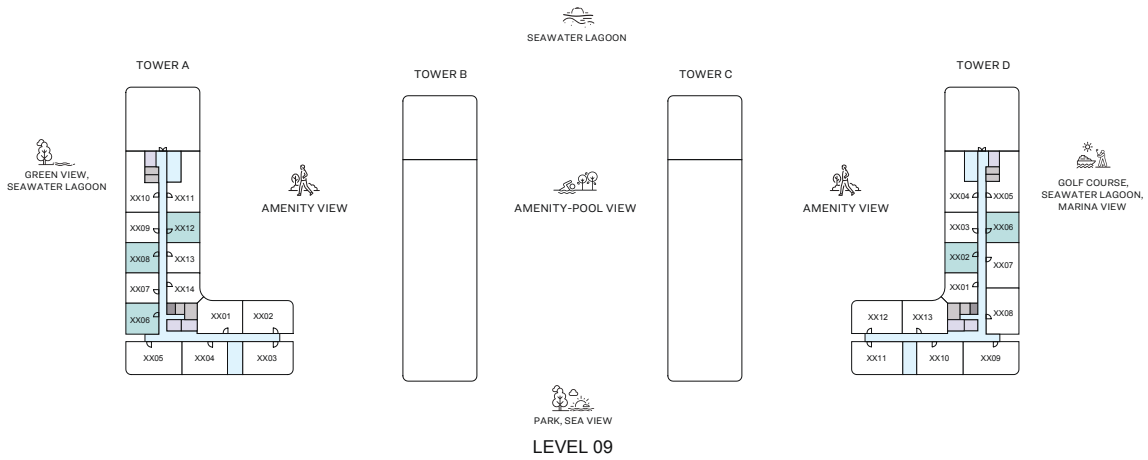 SEAWATER LAGOON
TOWER A
TOWER B
TOWER C
TOWER D
GREEN VIEW,
SEAWATER LAGOON
AMENITY VIEW
AMENITY-POOL VIEW
AMENITY VIEW
GOLF COURSE,
SEAWATER LAGOON,
MARINA VIEW
XX10
XX11
XX09
XX12
XX08
XX13
XX07
XX14
XX06
XX01
XX02
XX05
XX04
XX03
XX04
XX05
XX03
XX06
XX02
XX07
XX01
XX08
XX12
XX13
XX11
XX10
XX09
PARK, SEA VIEW
LEVEL 09